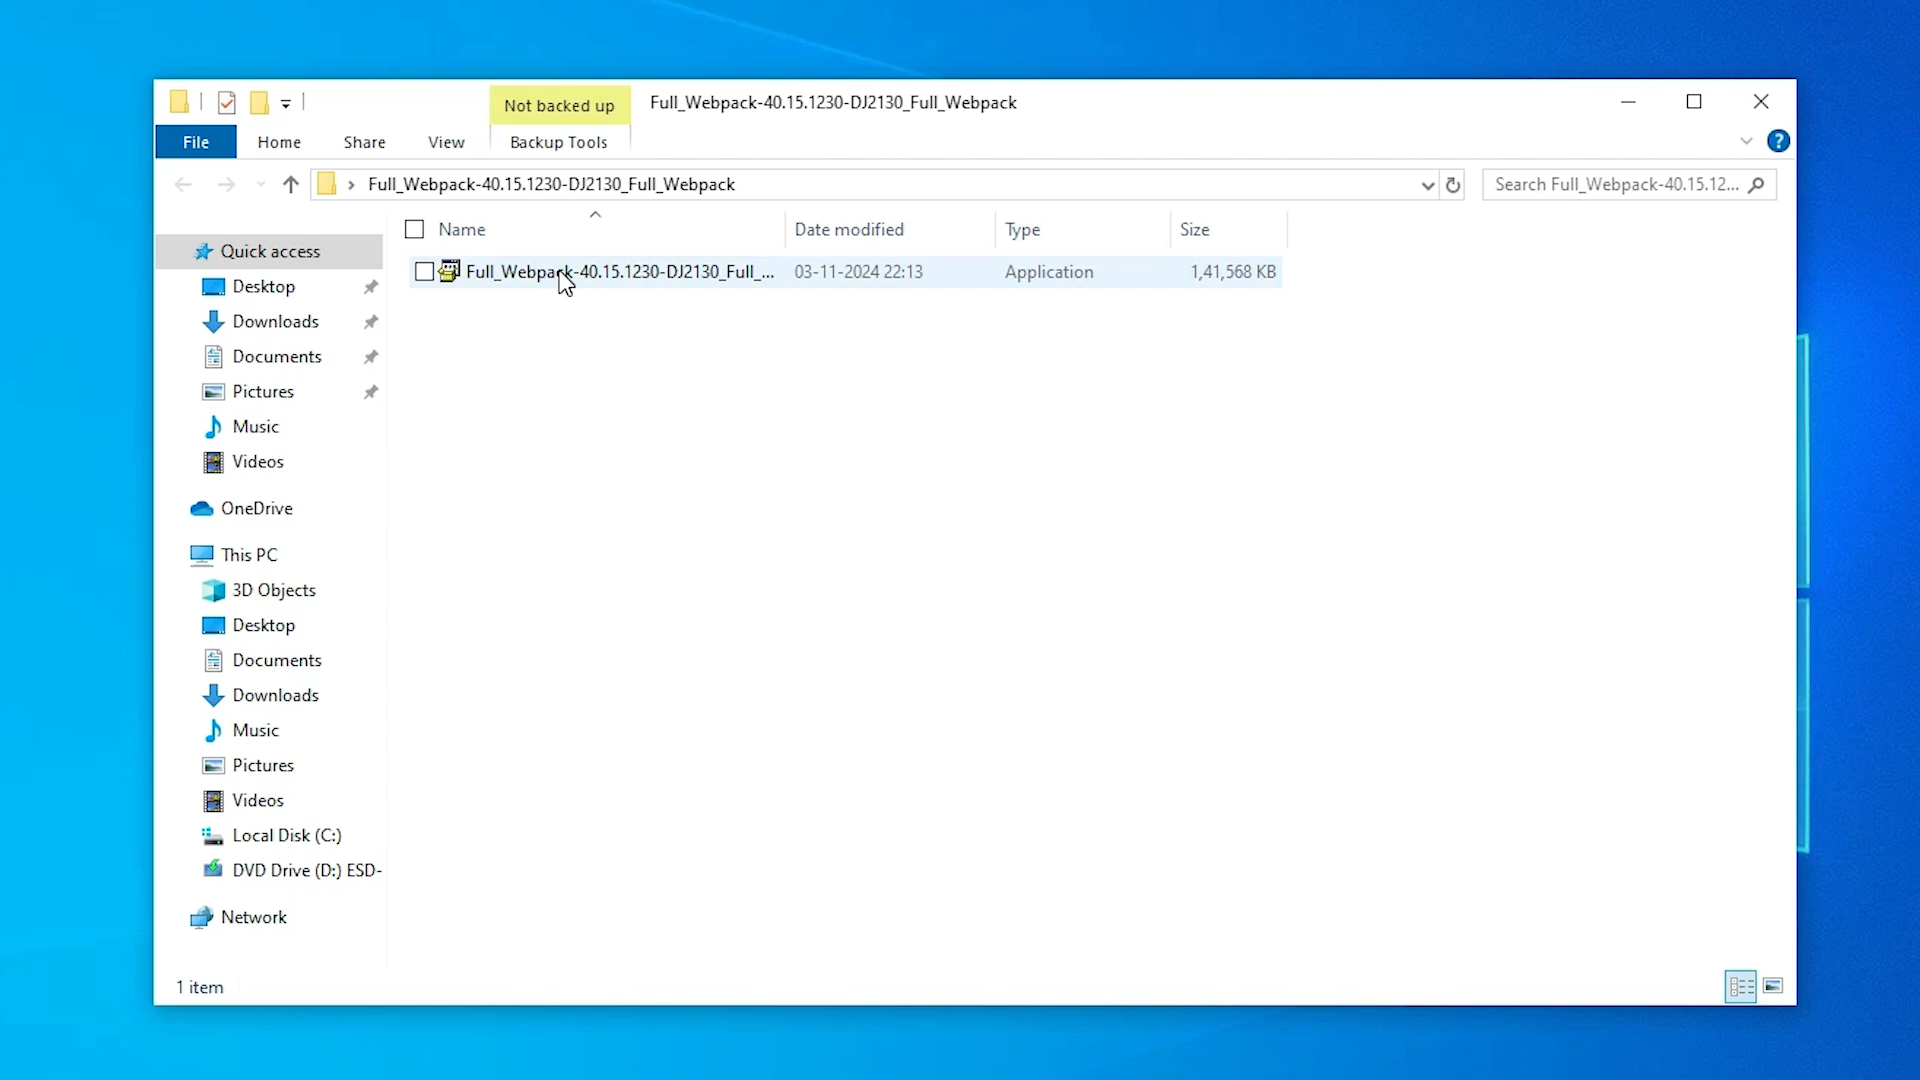 Not backed up
Full_Webpack-40.15.1230-DJ2130_Full_Webpack
File
Home
Share
View
Backup Tools
?
Full_Webpack-40.15.1230-DJ2130_Full_Webpack
Search Full_Webpack-40.15.12...
Name
Date modified
Type
Size
Full_Webpack-40.15.1230-DJ2130_Full_... 03-11-2024 22:13 Application 1,41,568 KB
Quick access
Desktop
Downloads
Documents
Pictures
Music
Videos
OneDrive
This PC
3D Objects
Desktop
Documents
Downloads
Music
Pictures
Videos
Local Disk (C:)
DVD Drive (D:) ESD-
Network
1 item